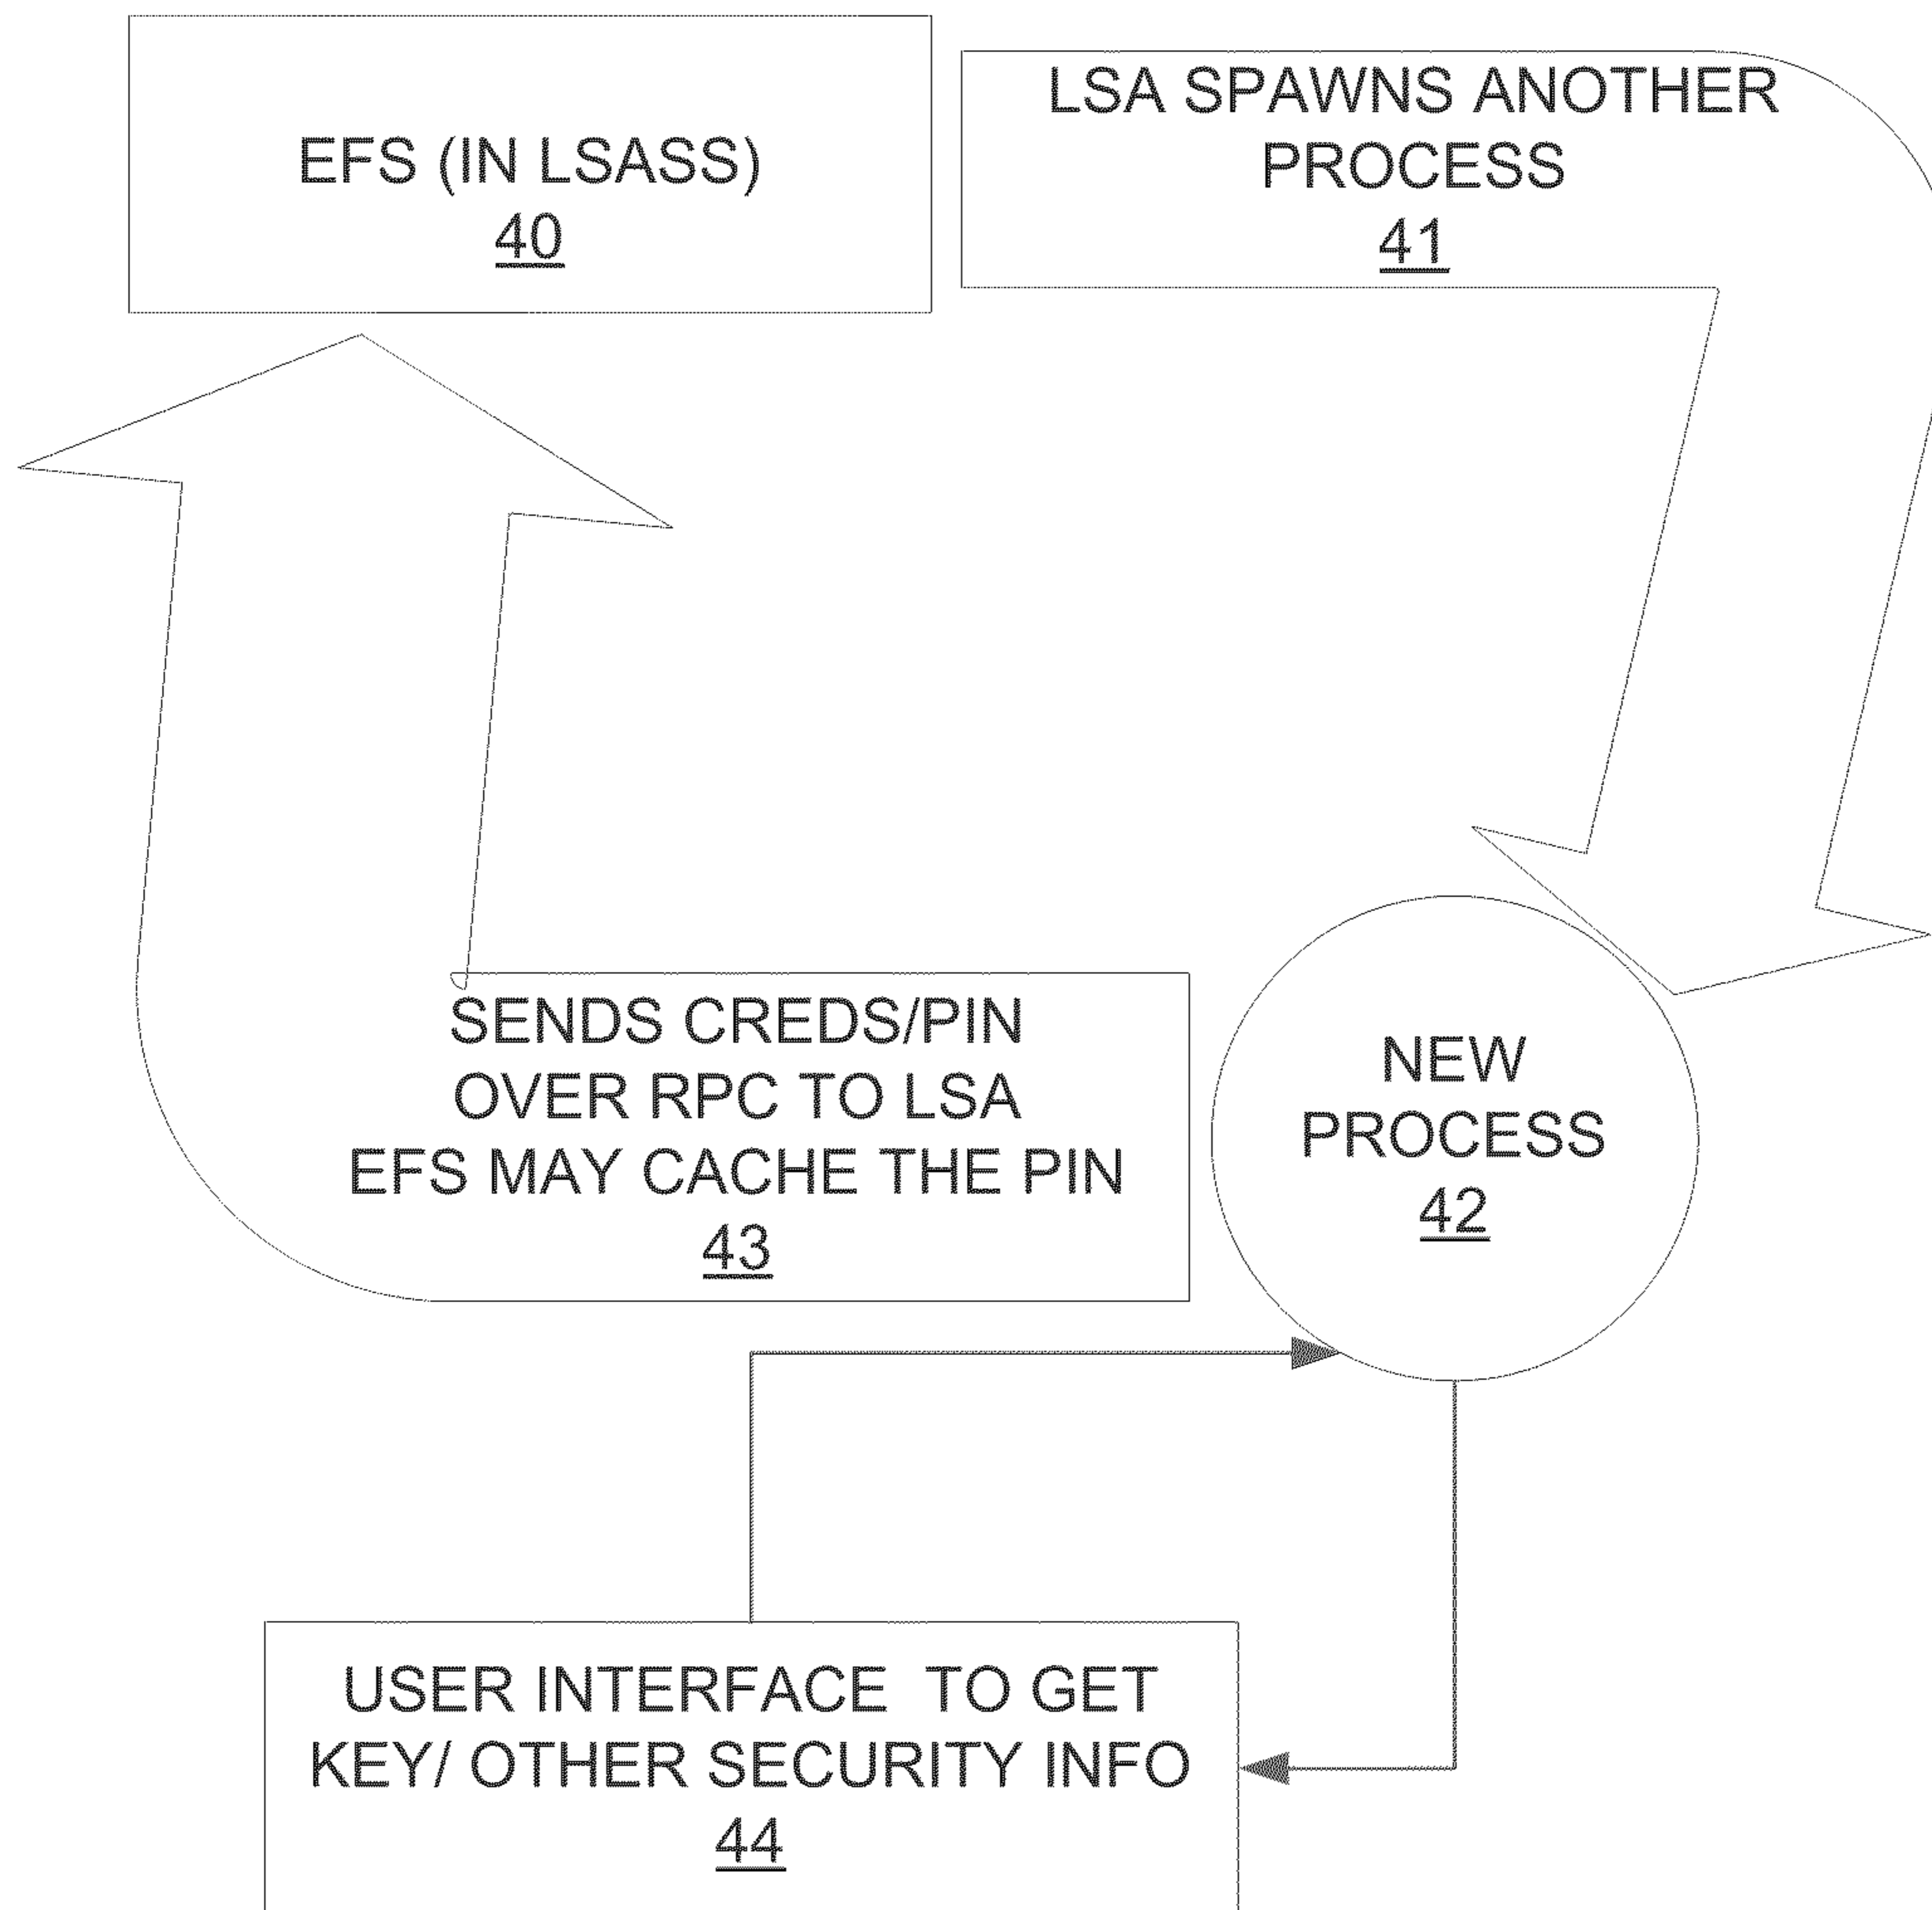 EFS (IN LSASS)
40
LSA SPAWNS ANOTHER
PROCESS
41
SENDS CREDS/PIN
OVER RPC TO LSA
EFS MAY CACHE THE PIN
43
NEW
PROCESS
42
USER INTERFACE TO GET
KEY/ OTHER SECURITY INFO
44